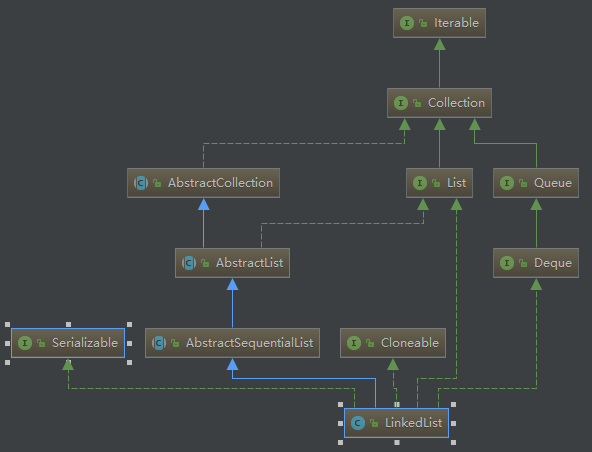 I Iterable
I Collection
C AbstractCollection
I List
I Queue
C AbstractList
I Deque
I Serializable
C AbstractSequentialList
I Cloneable
C LinkedList